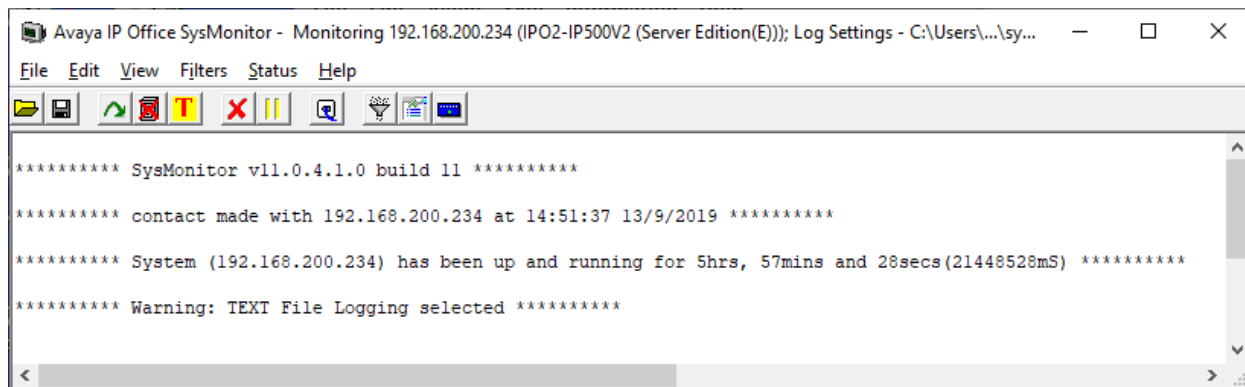 Avaya IP Office SysMonitor - Monitoring 192.168.200.234 (IPO2-IP500V2 (Server Edition(E))); Log Settings - C:\Users\...\sy...
File Edit View Filters Status Help
T
********** SysMonitor v11.0.4.1.0 build 11 **********
********** contact made with 192.168.200.234 at 14:51:37 13/9/2019 **********
********** System (192.168.200.234) has been up and running for 5hrs, 57mins and 28secs(21448528mS) **********
********** Warning: TEXT File Logging selected **********